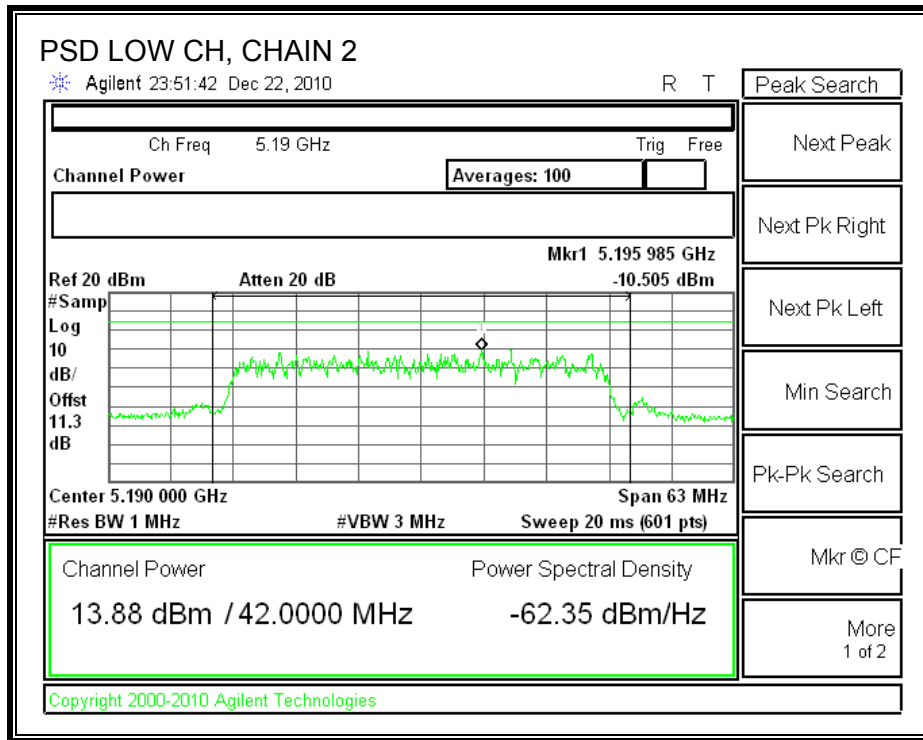 PSD LOW CH, CHAIN 2
Agilent 23:51:42 Dec 22, 2010 R T
Peak Search
Ch Freq 5.19 GHz Trig Free
Next Peak
Channel Power Averages: 100
Next Pk Right
Mkr1 5.195 985 GHz
Ref 20 dBm Atten 20 dB -10.505 dBm
#Samp
Log
10
dB/
Offst
11.3
dB
1
Next Pk Left
Min Search
Pk-Pk Search
Center 5.190 000 GHz Span 63 MHz
#Res BW 1 MHz #VBW 3 MHz Sweep 20 ms (601 pts)
Channel Power Power Spectral Density
13.88 dBm / 42.0000 MHz -62.35 dBm/Hz
Mkr © CF
More
1 of 2
Copyright 2000-2010 Agilent Technologies